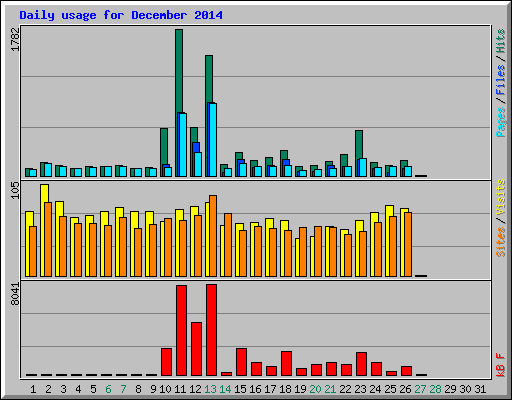 Daily usage for December 2014
1782
Pages / Files / Hits
105
Sites / Visits
8041
kB F
1 2 3 4 5 6 7 8 9 10 11 12 13 14 15 16 17 18 19 20 21 22 23 24 25 26 27 28 29 30 31